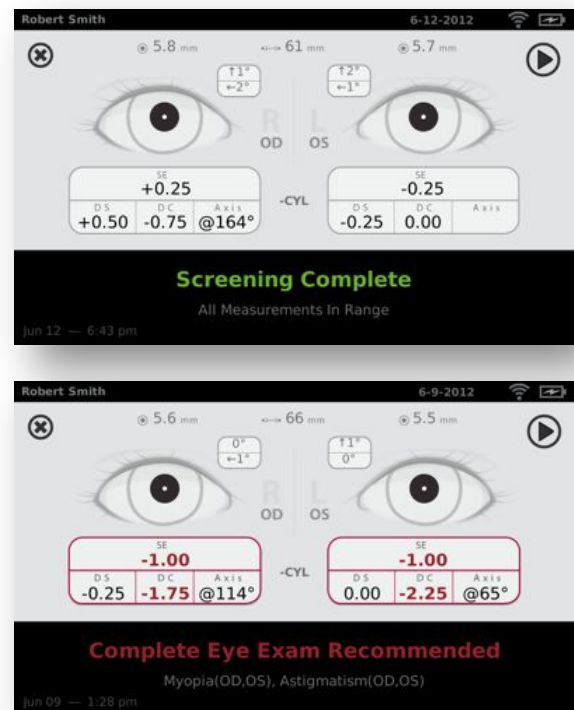 Robert Smith 6-12-2012
5.8 mm 61 mm 5.7 mm
↑1° ↑2°
←2° ←1°
R L
OD OS
SE SE
+0.25 -0.25
-CYL
DS DC Axis DS DC Axis
+0.50 -0.75 @164° -0.25 0.00
Screening Complete
All Measurements In Range
Jun 12 — 6:43 pm
Robert Smith 6-9-2012
5.6 mm 66 mm 5.5 mm
0° ↑1°
←1° 0°
R L
OD OS
SE SE
-1.00 -1.00
-CYL
DS DC Axis DS DC Axis
-0.25 -1.75 @114° 0.00 -2.25 @65°
Complete Eye Exam Recommended
Myopia(OD,OS), Astigmatism(OD,OS)
Jun 09 — 1:28 pm